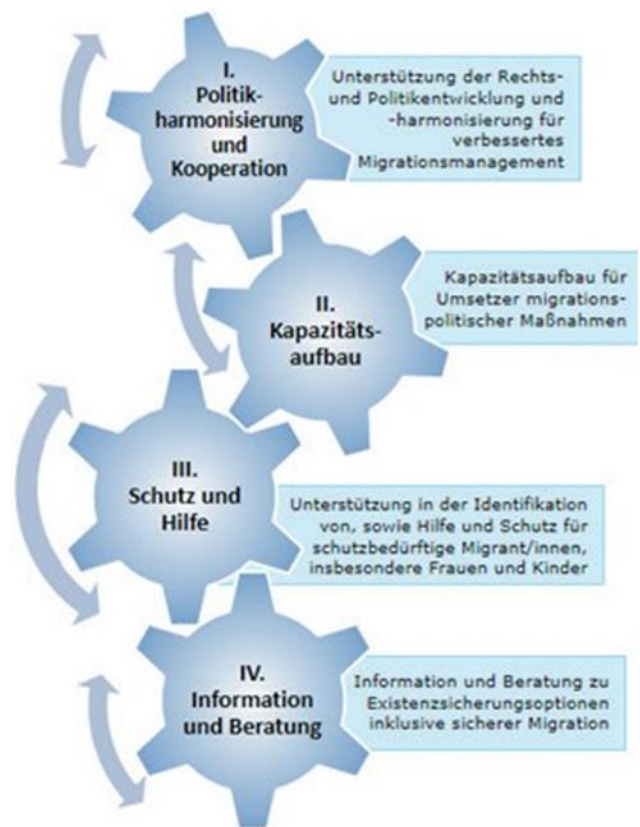 I.
Politik-
harmonisierung
und
Kooperation
Unterstützung der Rechts-
und Politikentwicklung und
-harmonisierung für
verbessertes
Migrationsmanagement
II.
Kapazitäts-
aufbau
Kapazitätsaufbau für
Umsetzer migrations-
politischer Maßnahmen
III.
Schutz und
Hilfe
Unterstützung in der Identifikation
von, sowie Hilfe und Schutz für
schutzbedürftige Migrant/innen,
insbesondere Frauen und Kinder
IV.
Information
und Beratung
Information und Beratung zu
Existenzsicherungsoptionen
inklusive sicherer Migration